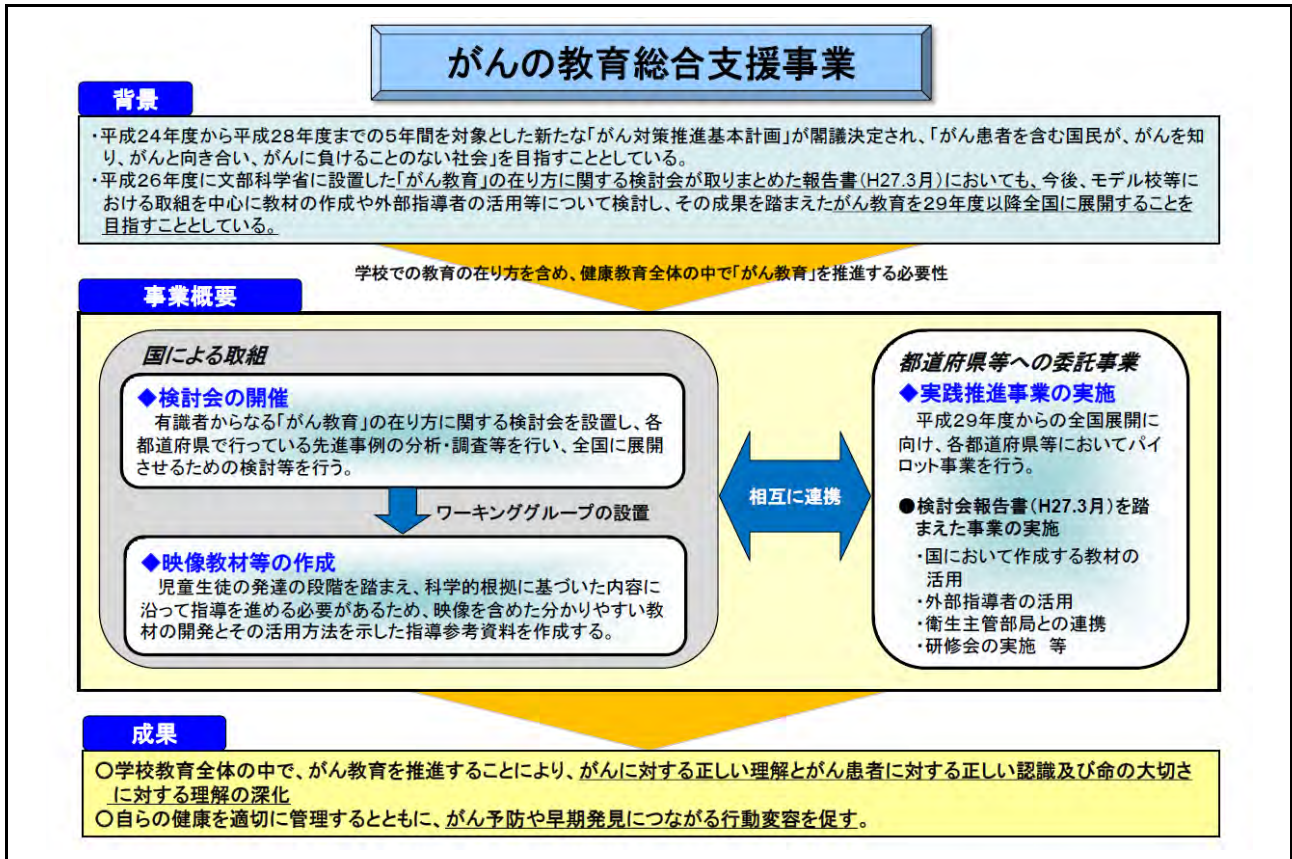 がんの教育総合支援事業
背景
・平成24年度から平成28年度までの5年間を対象とした新たな「がん対策推進基本計画」が閣議決定され、「がん患者を含む国民が、がんを知
り、がんと向き合い、がんに負けることのない社会」を目指すこととしている。
・平成26年度に文部科学省に設置した「がん教育」の在り方に関する検討会が取りまとめた報告書(H27.3月)においても、今後、モデル校等に
おける取組を中心に教材の作成や外部指導者の活用等について検討し、その成果を踏まえたがん教育を29年度以降全国に展開することを
目指すこととしている。
学校での教育の在り方を含め、健康教育全体の中で「がん教育」を推進する必要性
事業概要
国による取組
◆検討会の開催
有識者からなる「がん教育」の在り方に関する検討会を設置し、各
都道府県で行っている先進事例の分析・調査等を行い、全国に展開
させるための検討等を行う。
ワーキンググループの設置
◆映像教材等の作成
児童生徒の発達の段階を踏まえ、科学的根拠に基づいた内容に
沿って指導を進める必要があるため、映像を含めた分かりやすい教
材の開発とその活用方法を示した指導参考資料を作成する。
相互に連携
都道府県等への委託事業
◆実践推進事業の実施
平成29年度からの全国展開に
向け、各都道府県等においてパイ
ロット事業を行う。
●検討会報告書(H27.3月)を踏
まえた事業の実施
・国において作成する教材の
活用
・外部指導者の活用
・衛生主管部局との連携
・研修会の実施 等
成果
○学校教育全体の中で、がん教育を推進することにより、がんに対する正しい理解とがん患者に対する正しい認識及び命の大切さ
に対する理解の深化
○自らの健康を適切に管理するとともに、がん予防や早期発見につながる行動変容を促す。